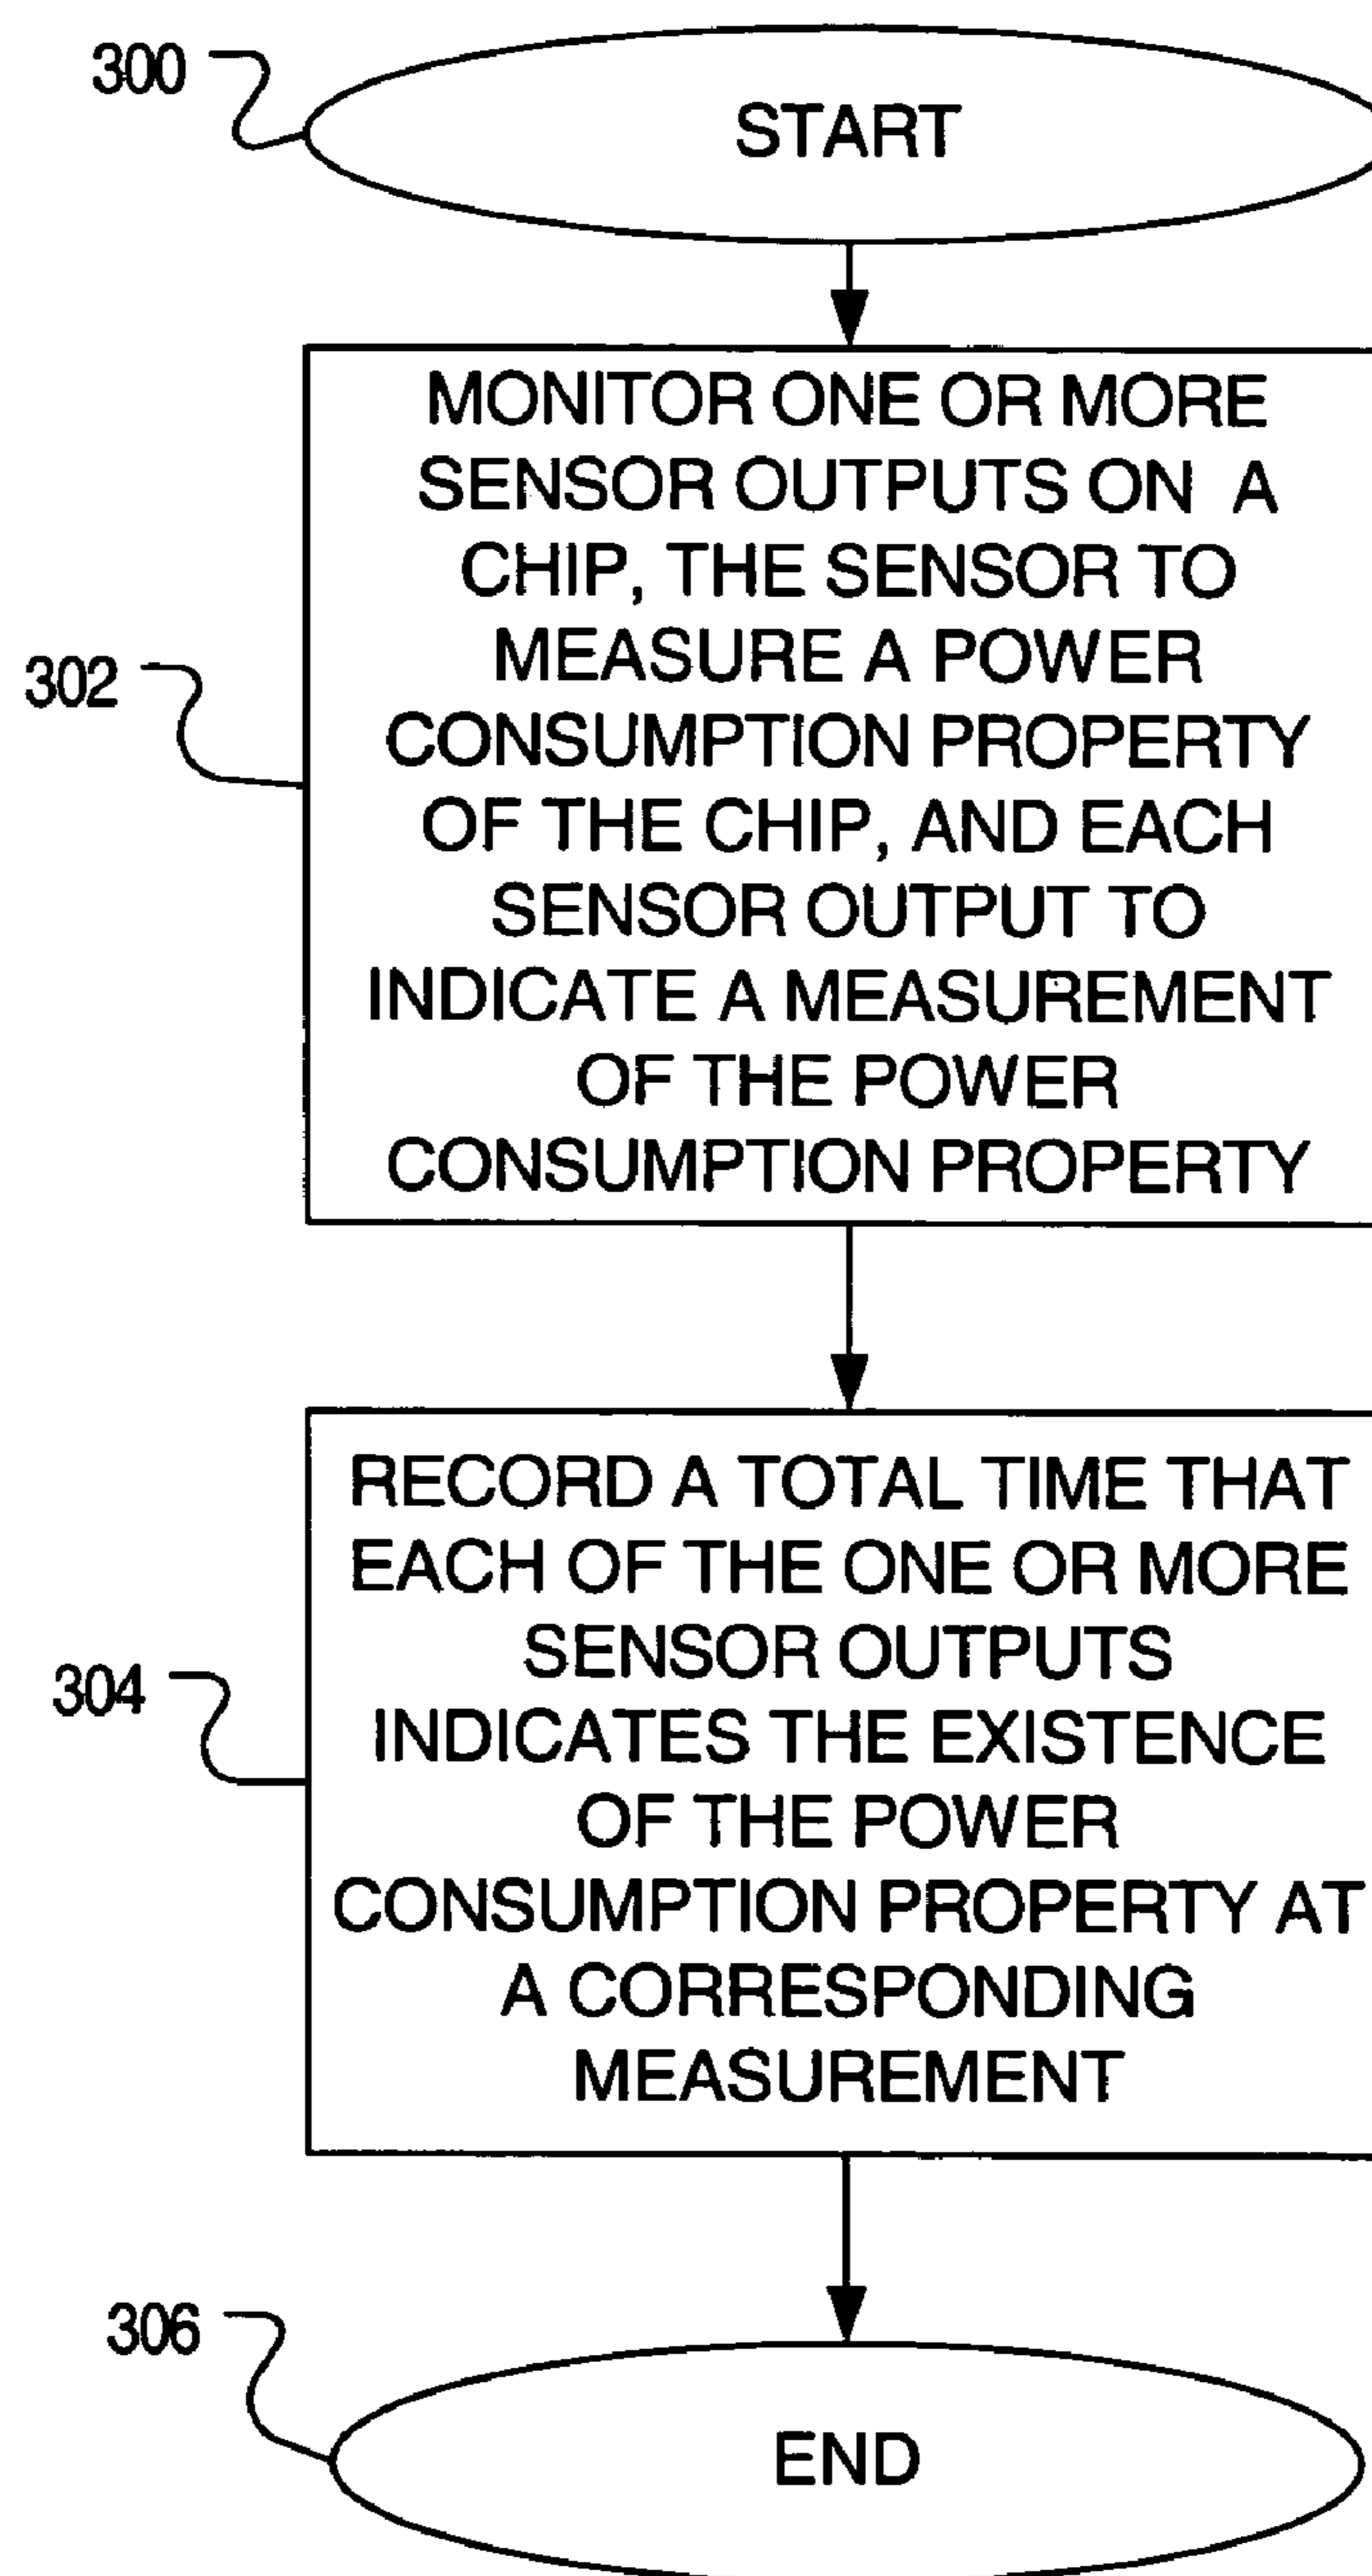 300
START
MONITOR ONE OR MORE
SENSOR OUTPUTS ON A
CHIP, THE SENSOR TO
MEASURE A POWER
CONSUMPTION PROPERTY
OF THE CHIP, AND EACH
SENSOR OUTPUT TO
INDICATE A MEASUREMENT
OF THE POWER
CONSUMPTION PROPERTY
302
RECORD A TOTAL TIME THAT
EACH OF THE ONE OR MORE
SENSOR OUTPUTS
INDICATES THE EXISTENCE
OF THE POWER
CONSUMPTION PROPERTY AT
A CORRESPONDING
MEASUREMENT
304
306
END